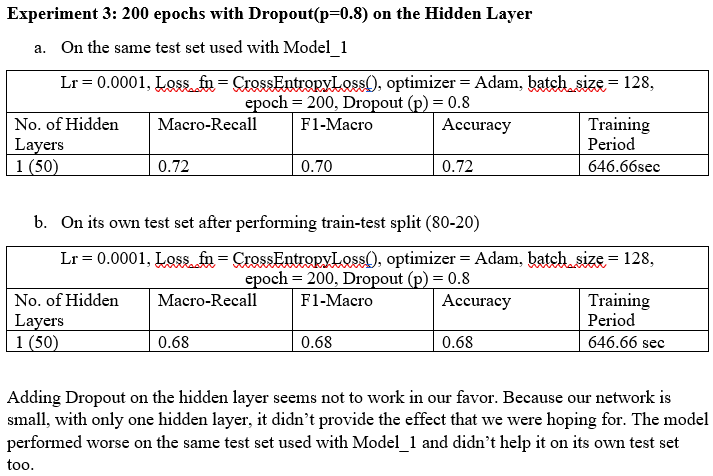 Experiment 3: 200 epochs with Dropout(p=0.8) on the Hidden Layer
a. On the same test set used with Model_1
Lr = 0.0001, Loss_fn = CrossEntropyLoss(), optimizer = Adam, batch_size = 128,
epoch = 200, Dropout (p) = 0.8
No. of Hidden Layers Macro-Recall F1-Macro Accuracy Training Period
1 (50) 0.72 0.70 0.72 646.66sec
b. On its own test set after performing train-test split (80-20)
Lr = 0.0001, Loss_fn = CrossEntropyLoss(), optimizer = Adam, batch_size = 128,
epoch = 200, Dropout (p) = 0.8
No. of Hidden Layers Macro-Recall F1-Macro Accuracy Training Period
1 (50) 0.68 0.68 0.68 646.66 sec
Adding Dropout on the hidden layer seems not to work in our favor. Because our network is
small, with only one hidden layer, it didn't provide the effect that we were hoping for. The model
performed worse on the same test set used with Model_1 and didn't help it on its own test set
too.